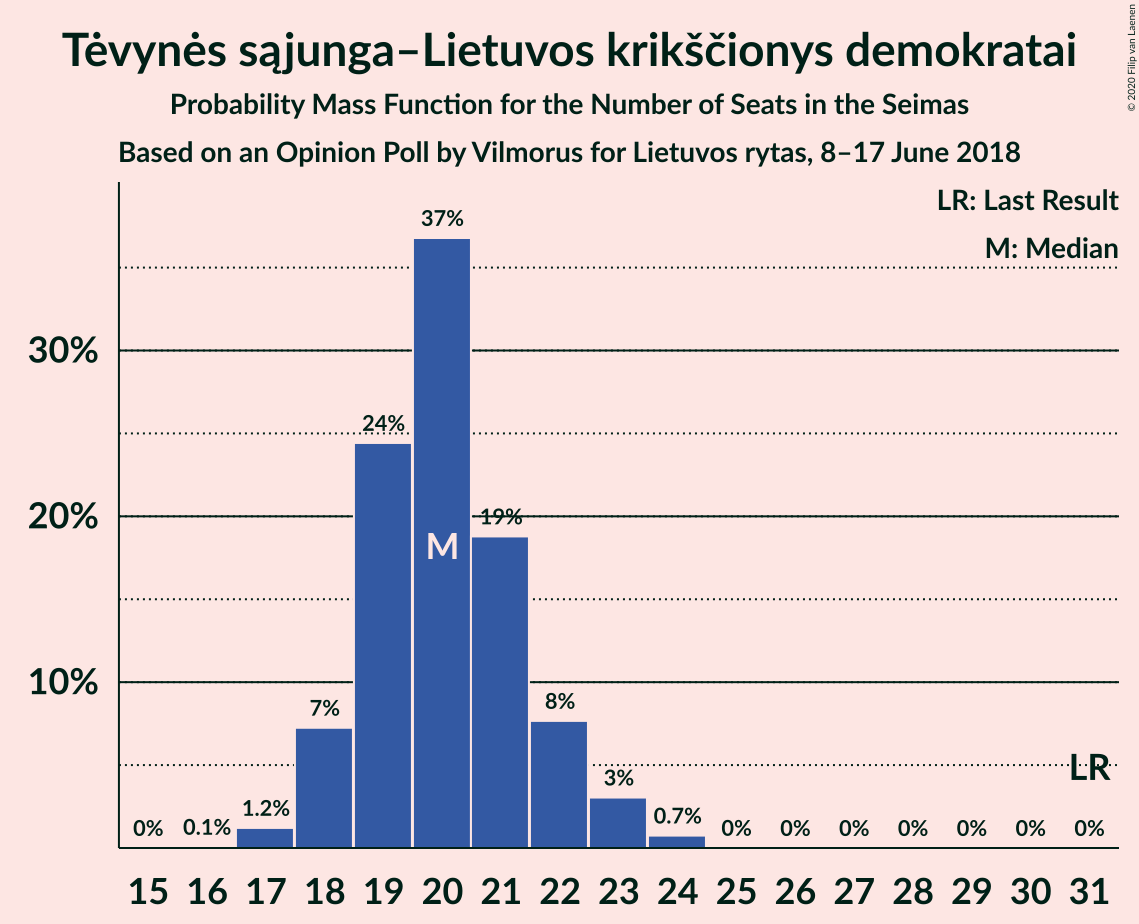 Tėvynės sąjunga–Lietuvos krikščionys demokratai
Probability Mass Function for the Number of Seats in the Seimas
Based on an Opinion Poll by Vilmorus for Lietuvos rytas, 8–17 June 2018
© 2020 Filip van Laenen
LR: Last Result
M: Median
37%
30%
24%
20%
19%
M
10%
7%
8%
LR
3%
1.2%
0.7%
0% 0.1% 0% 0% 0% 0% 0% 0% 0%
15 16 17 18 19 20 21 22 23 24 25 26 27 28 29 30 31